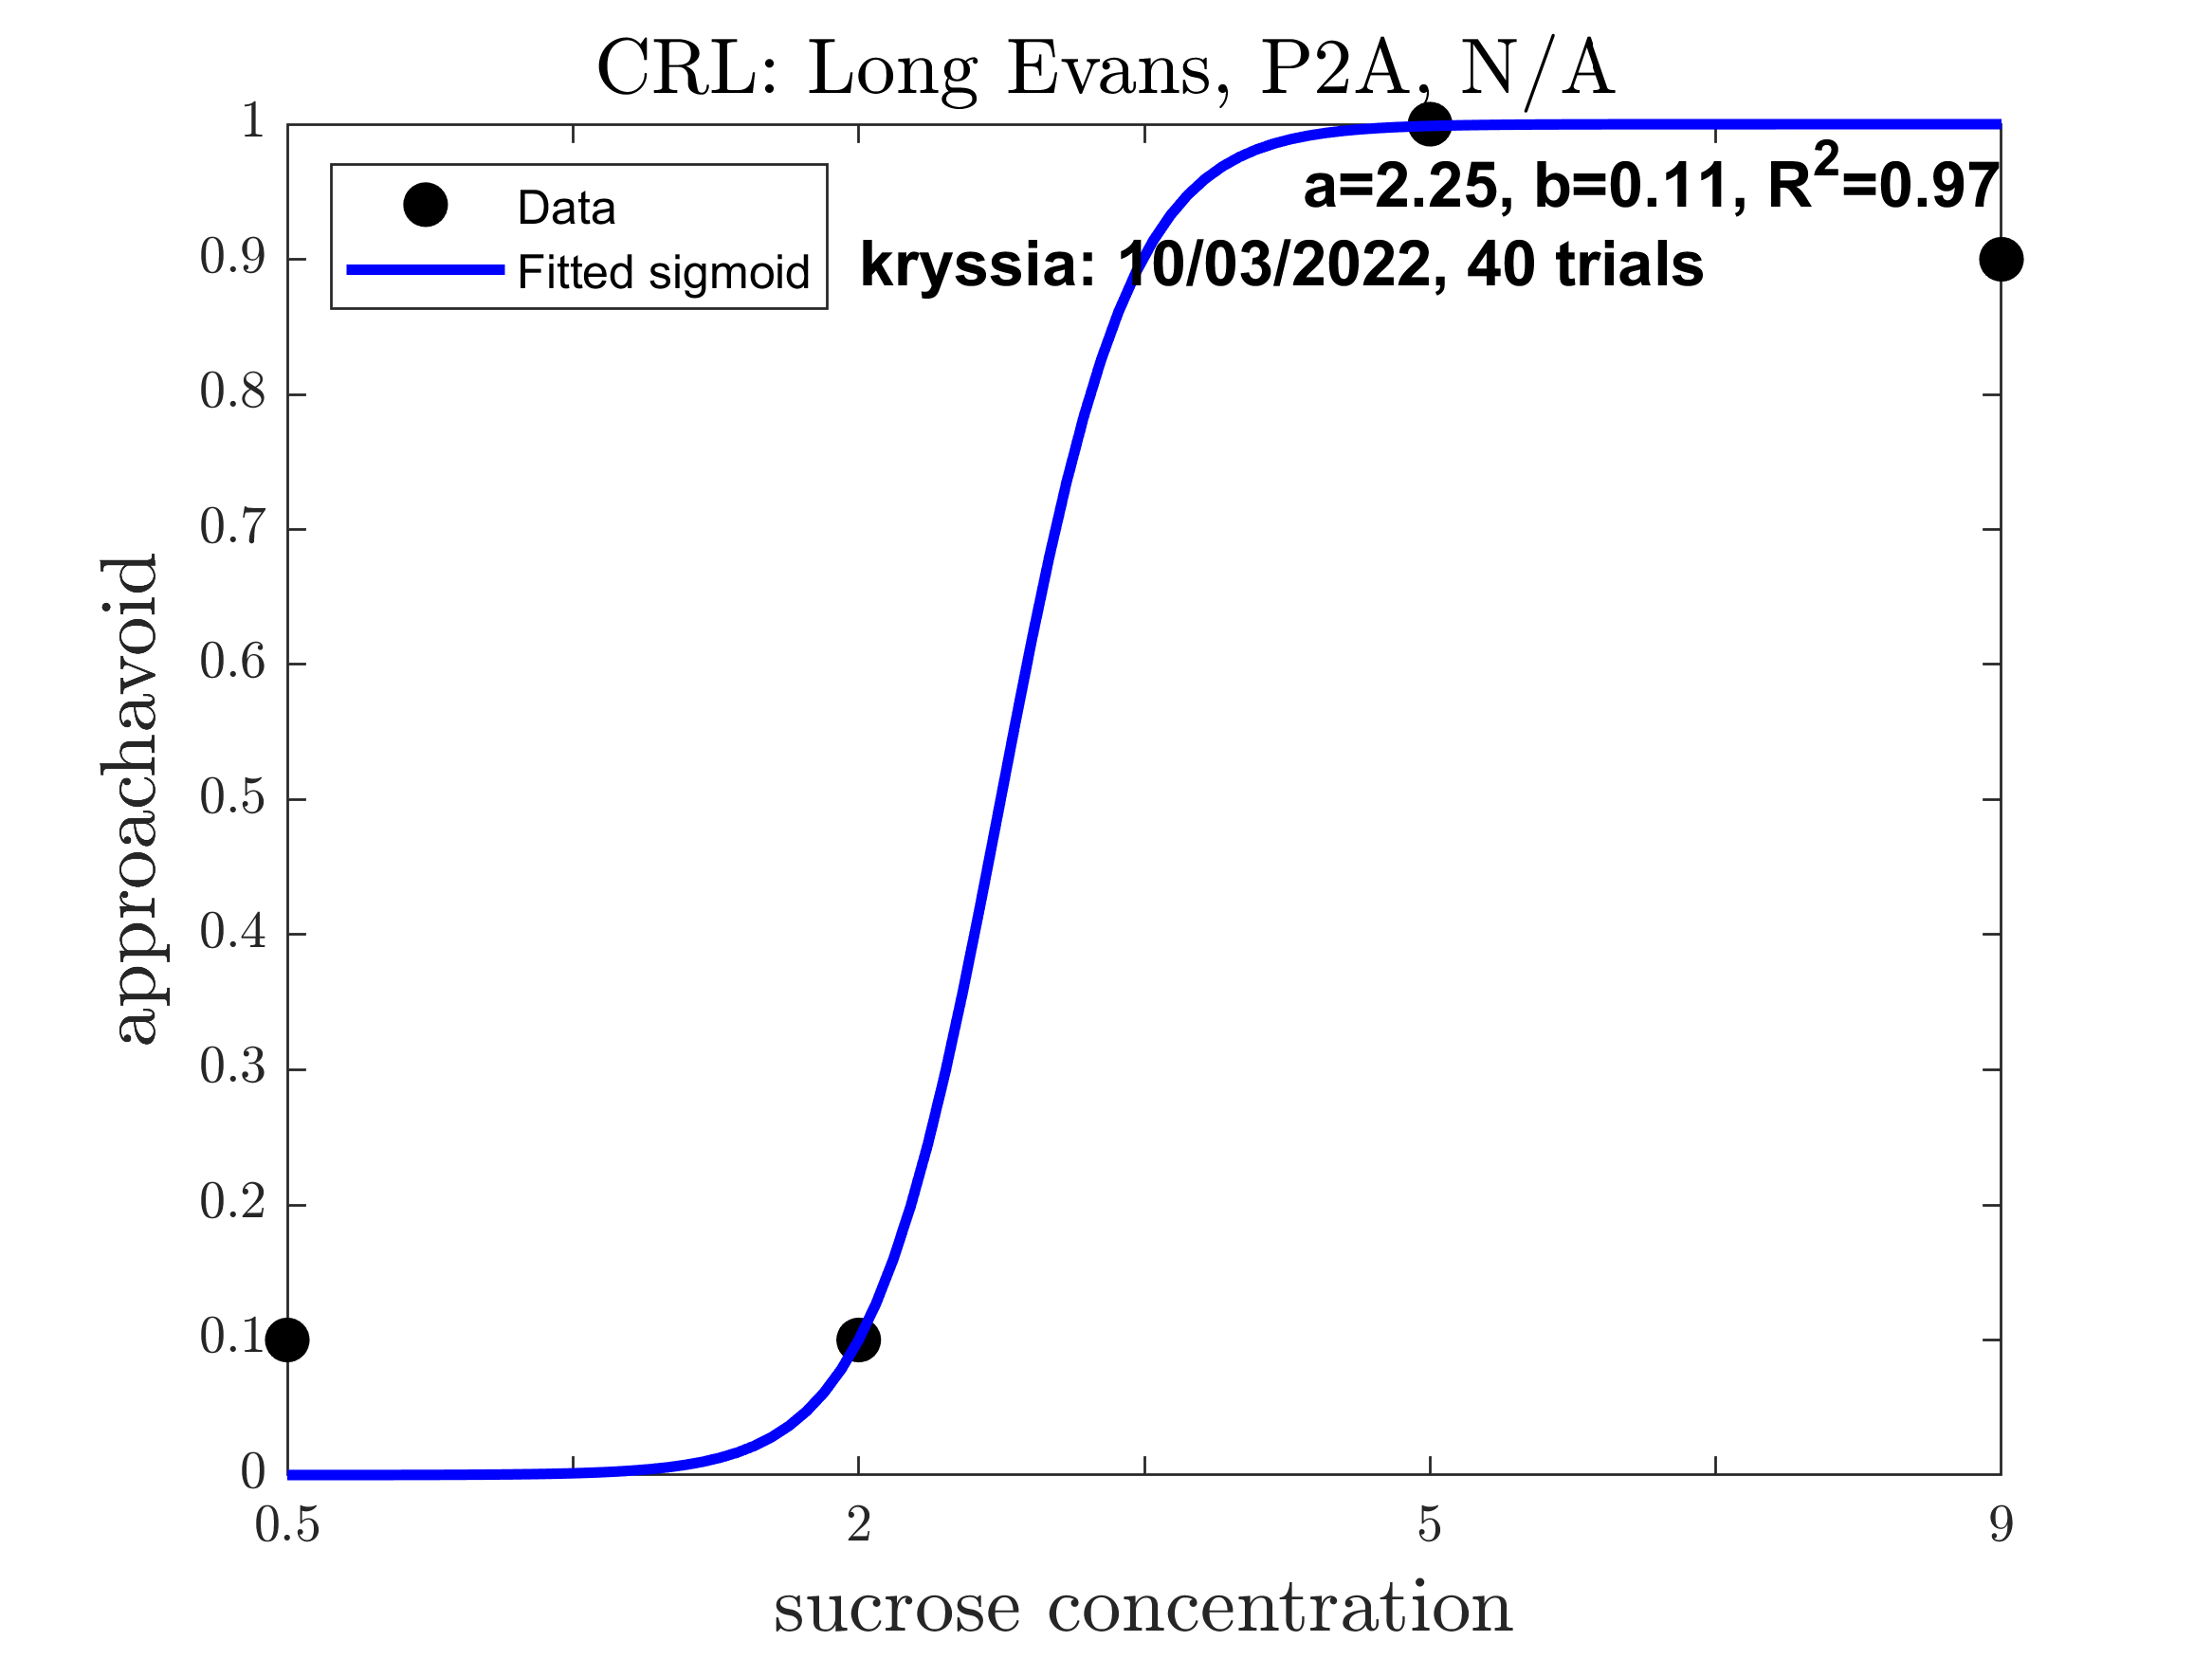 CRL: Long Evans, P2A, N/A
1
0.9
0.8
0.7
0.6
0.5
0.4
0.3
0.2
0.1
0
approachavoid
Data
Fitted sigmoid
a=2.25, b=0.11, R²=0.97
kryssia: 10/03/2022, 40 trials
0.5 2 5 9
sucrose concentration